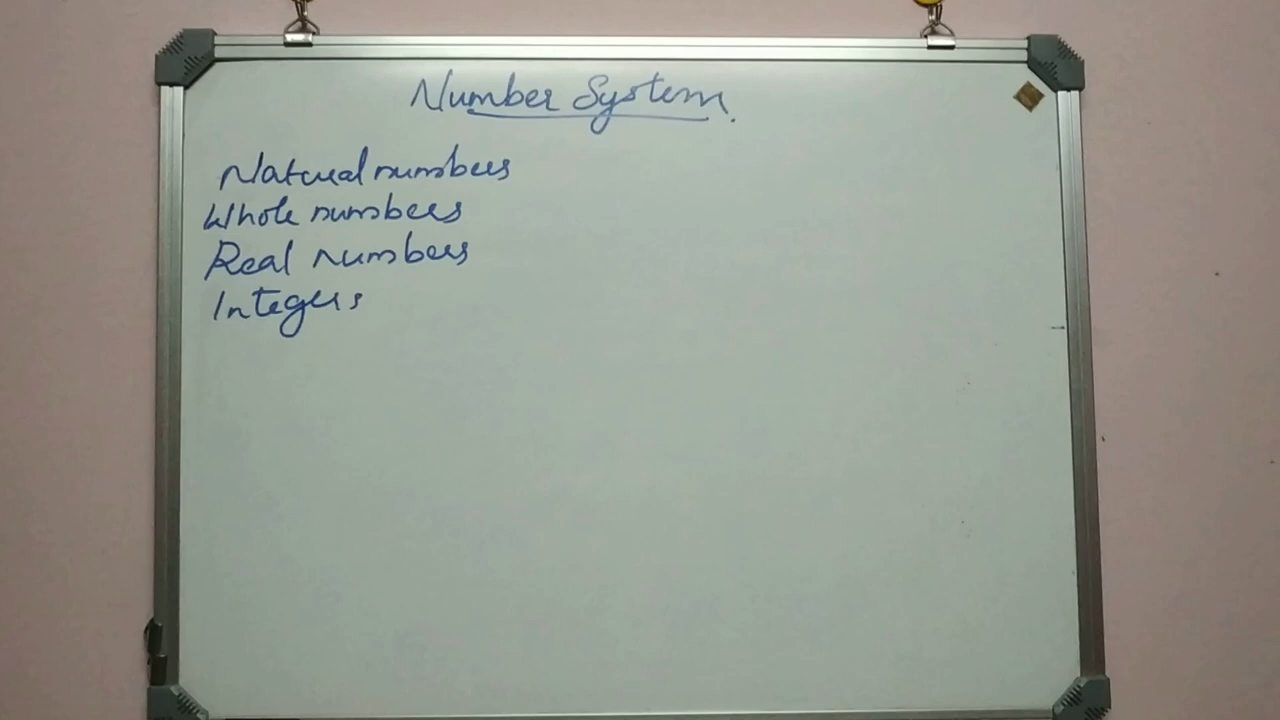 Number System.
Natural numbers
Whole numbers
Real numbers
Integers